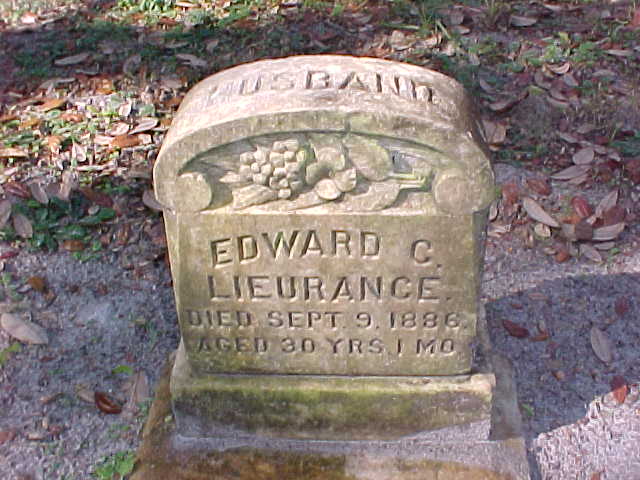 HUSBAND
EDWARD C.
LIEURANCE.
DIED SEPT. 9, 1886.
AGED 30 YRS. 1 MO.